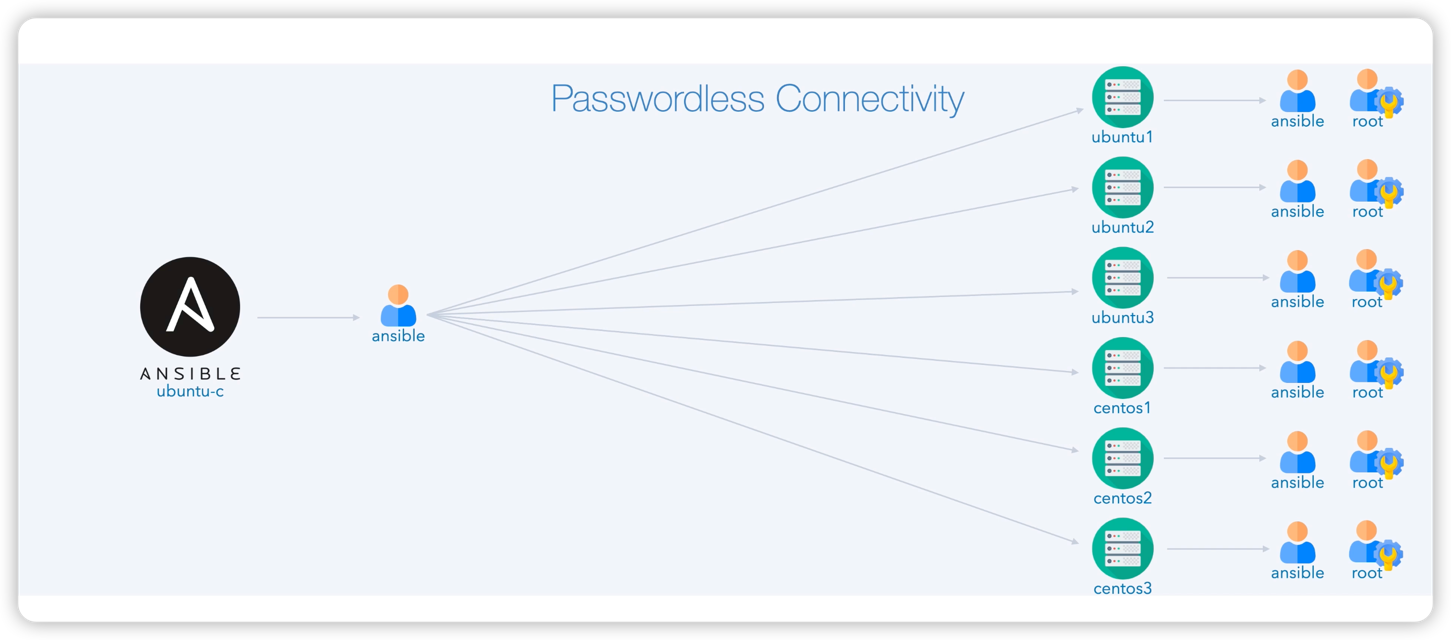 Passwordless Connectivity
ANSIBLE
ubuntu-c
ansible
ubuntu1
ansible
root
ubuntu2
ansible
root
ubuntu3
ansible
root
centos1
ansible
root
centos2
ansible
root
centos3
ansible
root